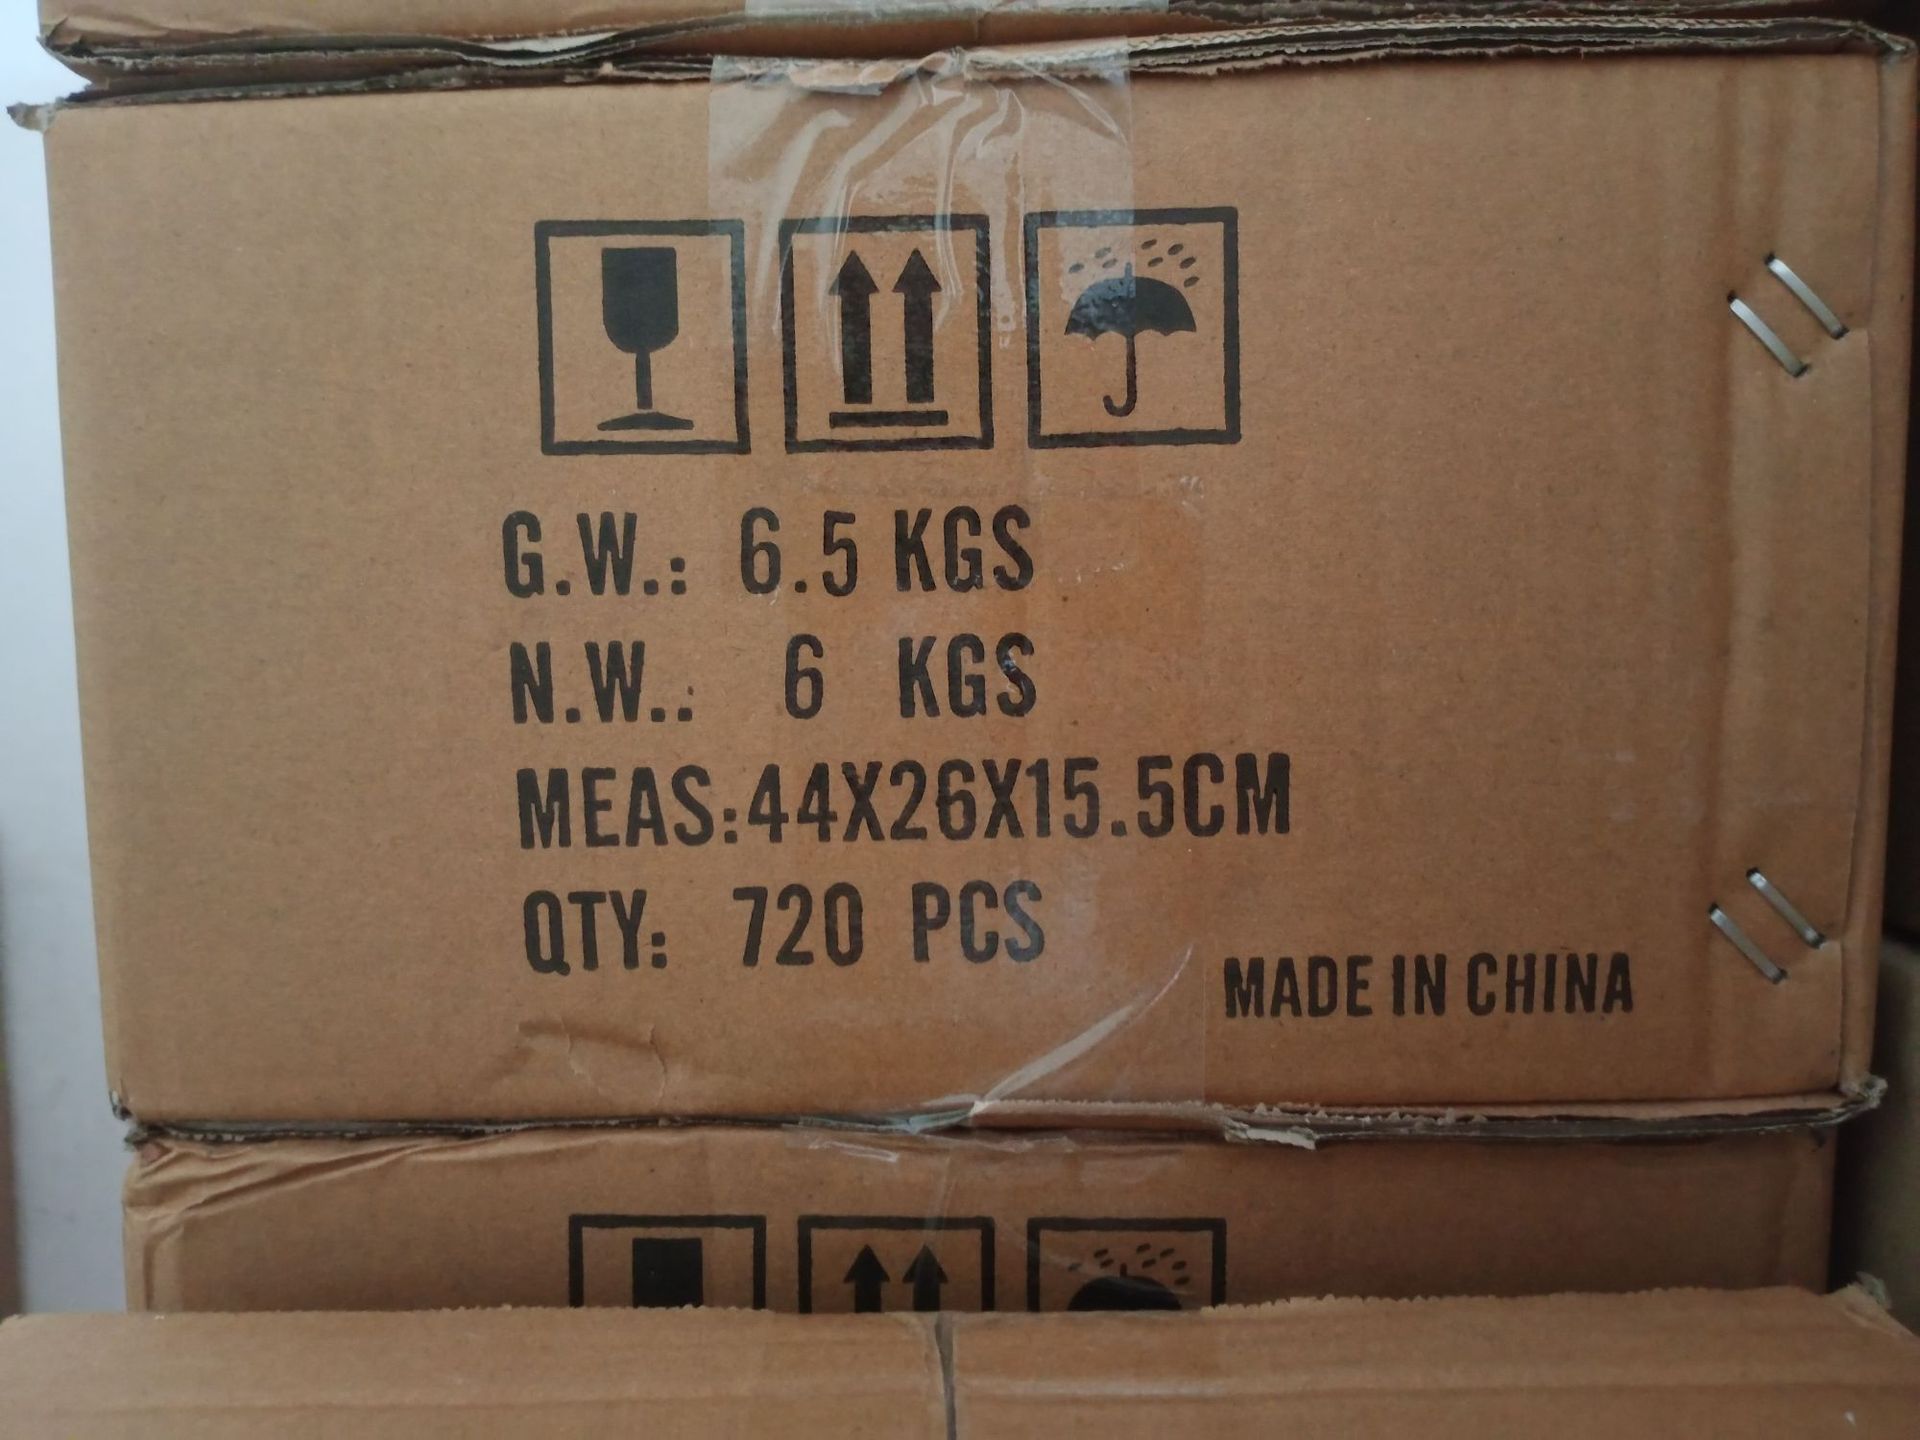 G.W.: 6.5 KGS
N.W.: 6 KGS
MEAS:44X26X15.5CM
QTY: 720 PCS
MADE IN CHINA